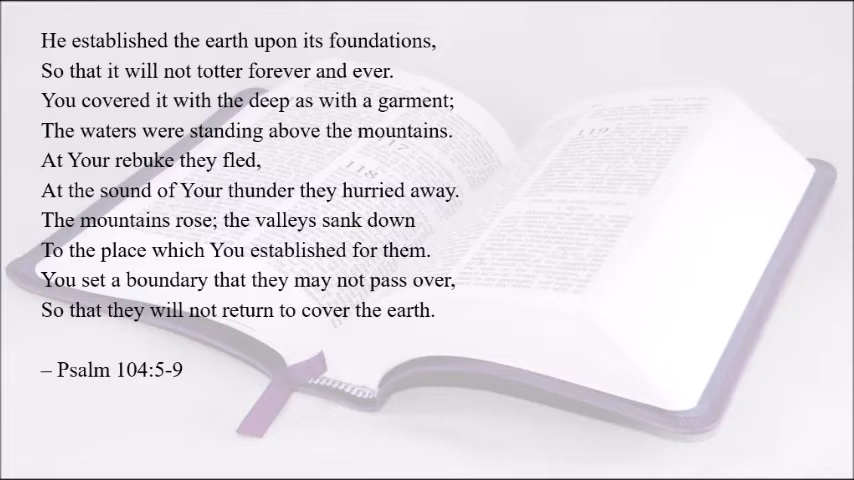 He established the earth upon its foundations,
So that it will not totter forever and ever.
You covered it with the deep as with a garment;
The waters were standing above the mountains.
At Your rebuke they fled,
At the sound of Your thunder they hurried away.
The mountains rose; the valleys sank down
To the place which You established for them.
You set a boundary that they may not pass over,
So that they will not return to cover the earth.
– Psalm 104:5-9
117
118
119